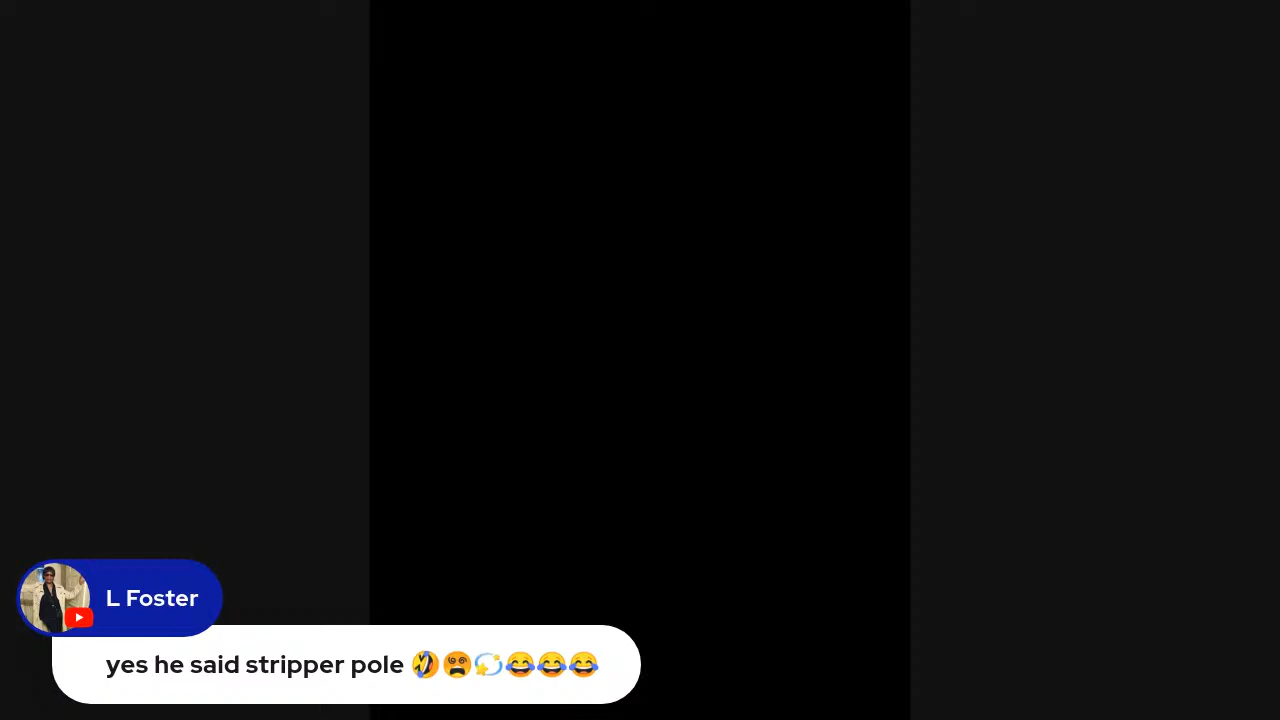 L Foster
yes he said stripper pole 🤣😵‍💫😂😂😂